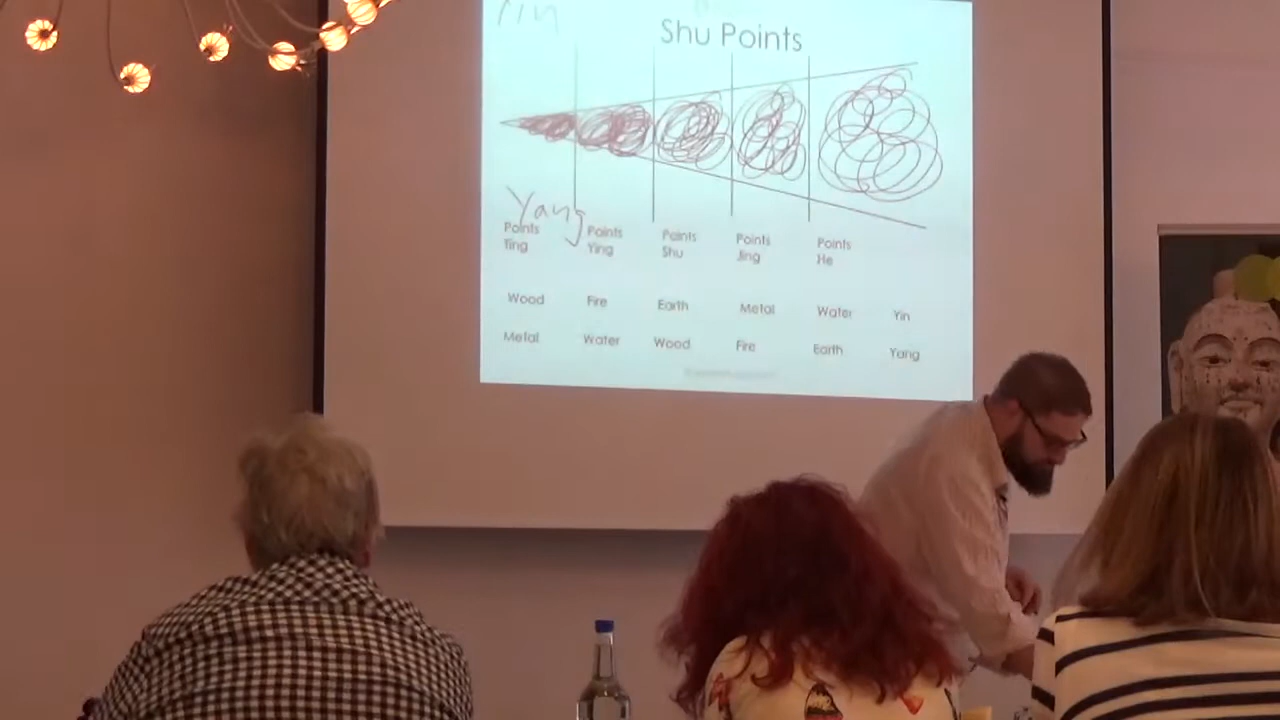 Yin
Shu Points
Yang
Points Ting
Points Ying
Points Shu
Points Jing
Points He
Wood Fire Earth Metal Water Yin
Metal Water Wood Fire Earth Yang